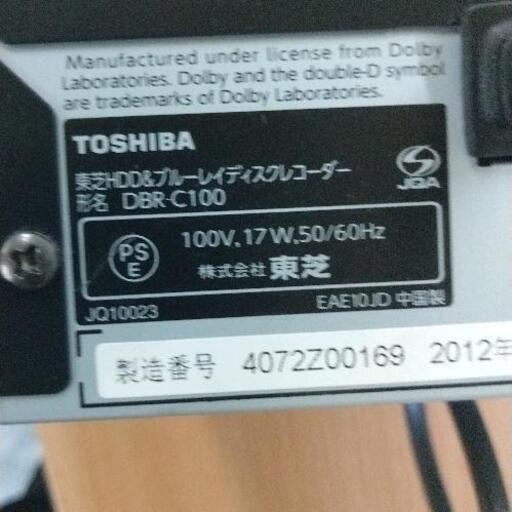 Manufactured under license from Dolby
Laboratories. Dolby and the double-D symbol
are trademarks of Dolby Laboratories.
TOSHIBA
東芝HDD&ブルーレイディスクレコーダー
形名 DBR-C100
JQA
PS
E
100V,17W,50/60Hz
株式会社 東芝
JQ10023
EAE10JD 中国製
製造番号 4072Z00169 2012年